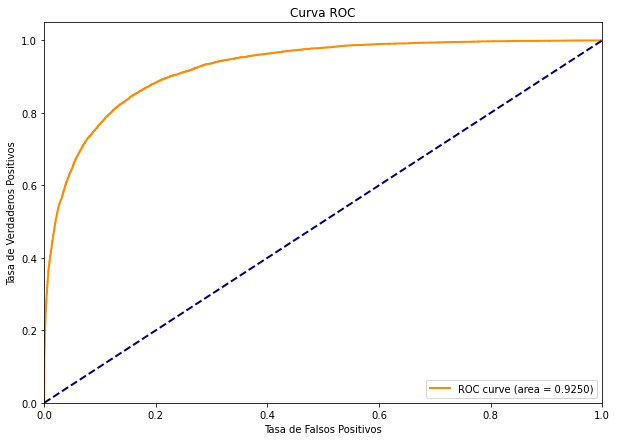 Curva ROC
1.0
0.8
0.6
0.4
0.2
0.0
Tasa de Verdaderos Positivos
0.0 0.2 0.4 0.6 0.8 1.0
Tasa de Falsos Positivos
ROC curve (area = 0.9250)